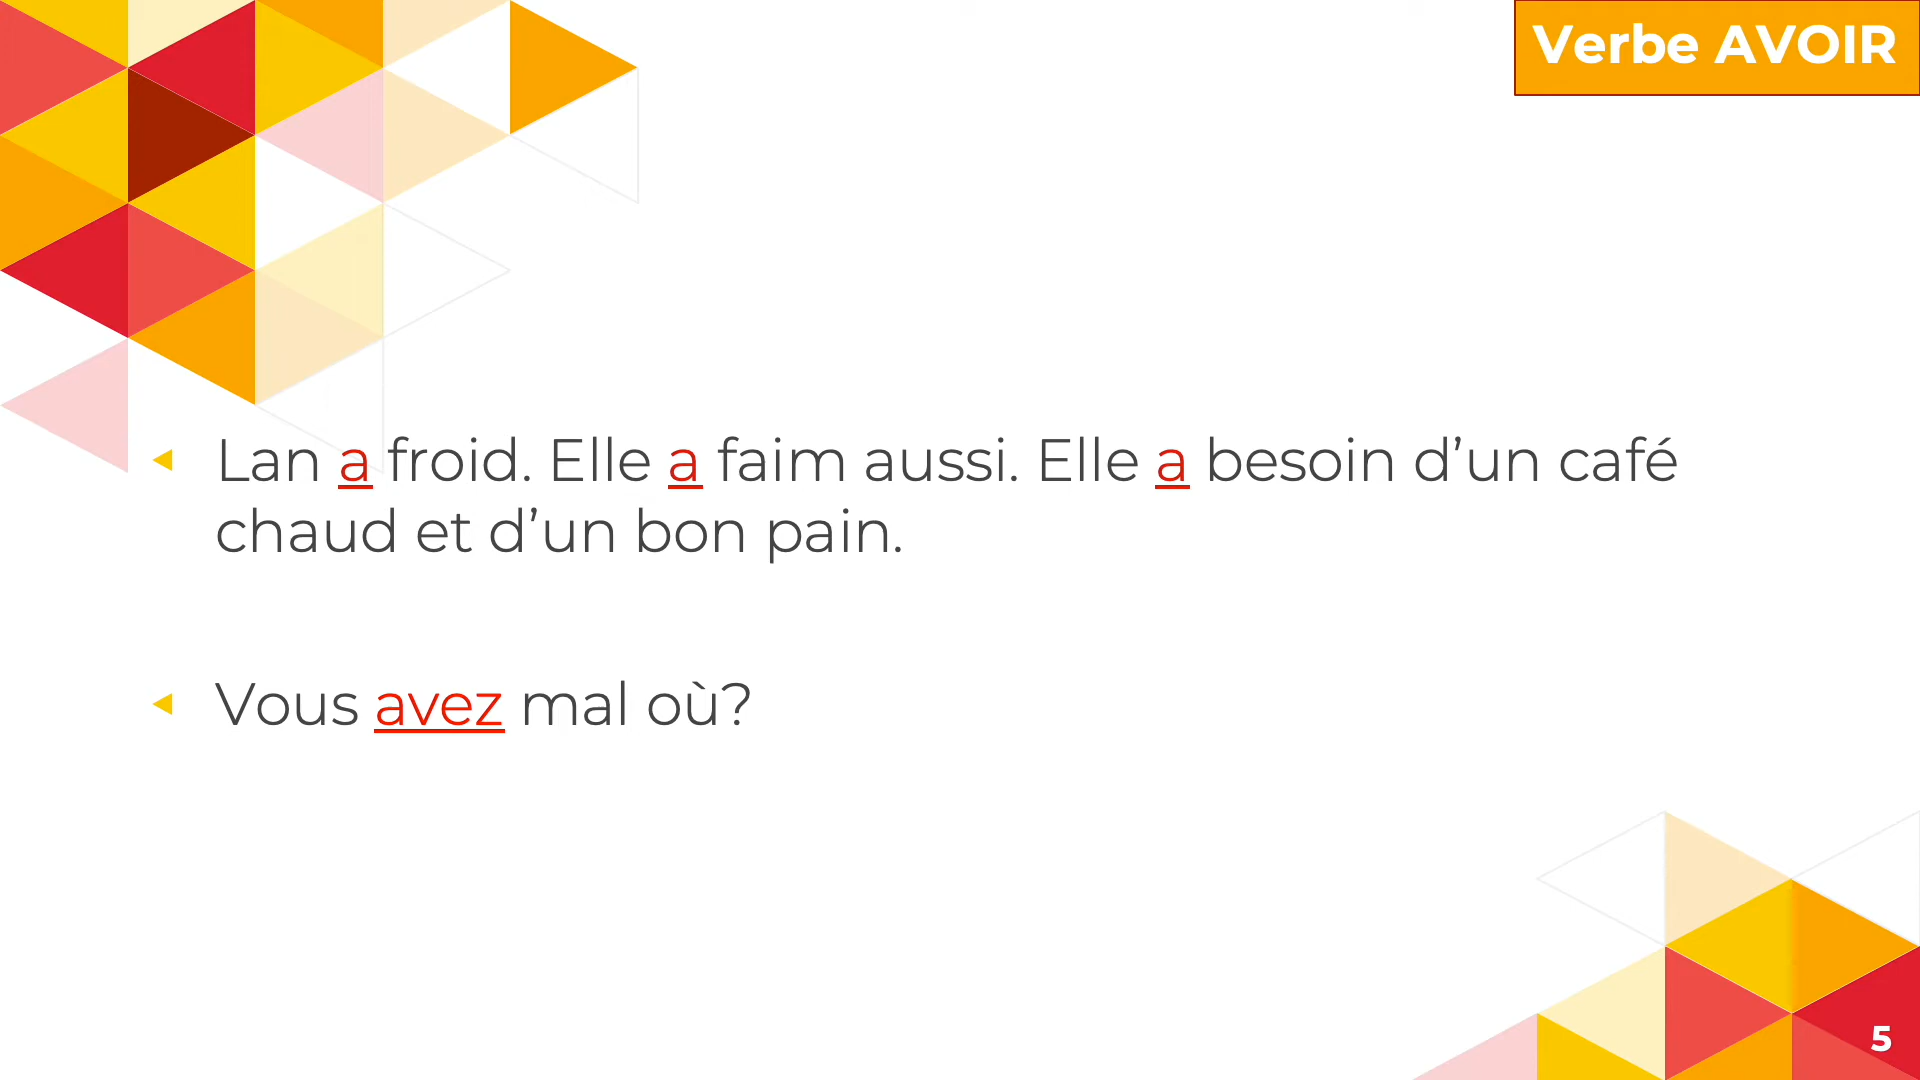 Verbe AVOIR
Lan a froid. Elle a faim aussi. Elle a besoin d’un café
chaud et d’un bon pain.
Vous avez mal où?
5